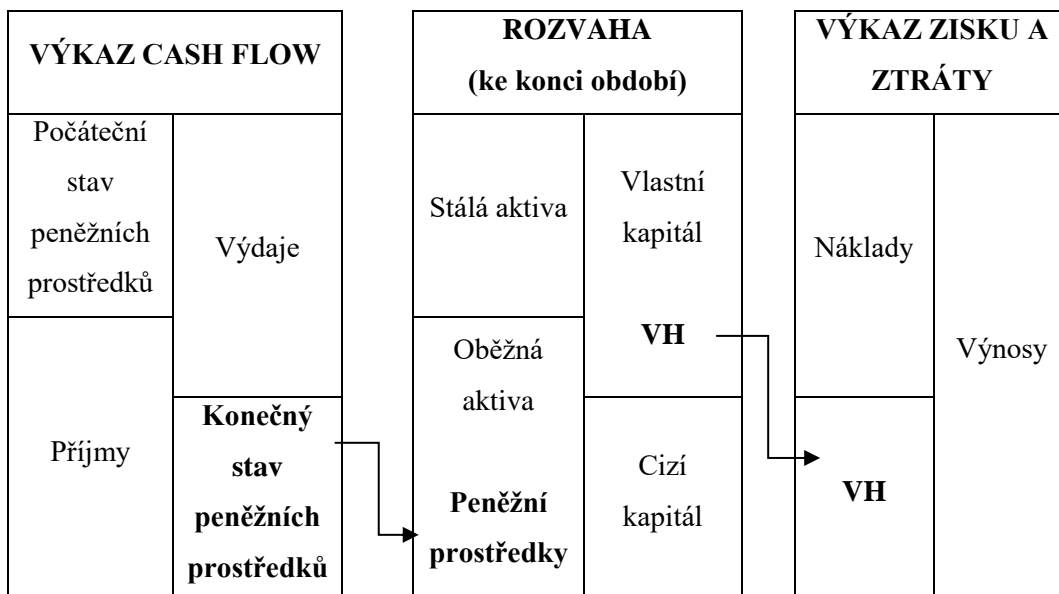 VÝKAZ CASH FLOW
Počáteční
stav
peněžních
prostředků
Výdaje
Příjmy
Konečný
stav
peněžních
prostředků
ROZVAHA
(ke konci období)
Stálá aktiva
Vlastní
kapitál
VH
Oběžná
aktiva
Peněžní
prostředky
Cizí
kapitál
VÝKAZ ZISKU A
ZTRÁTY
Náklady
Výnosy
VH